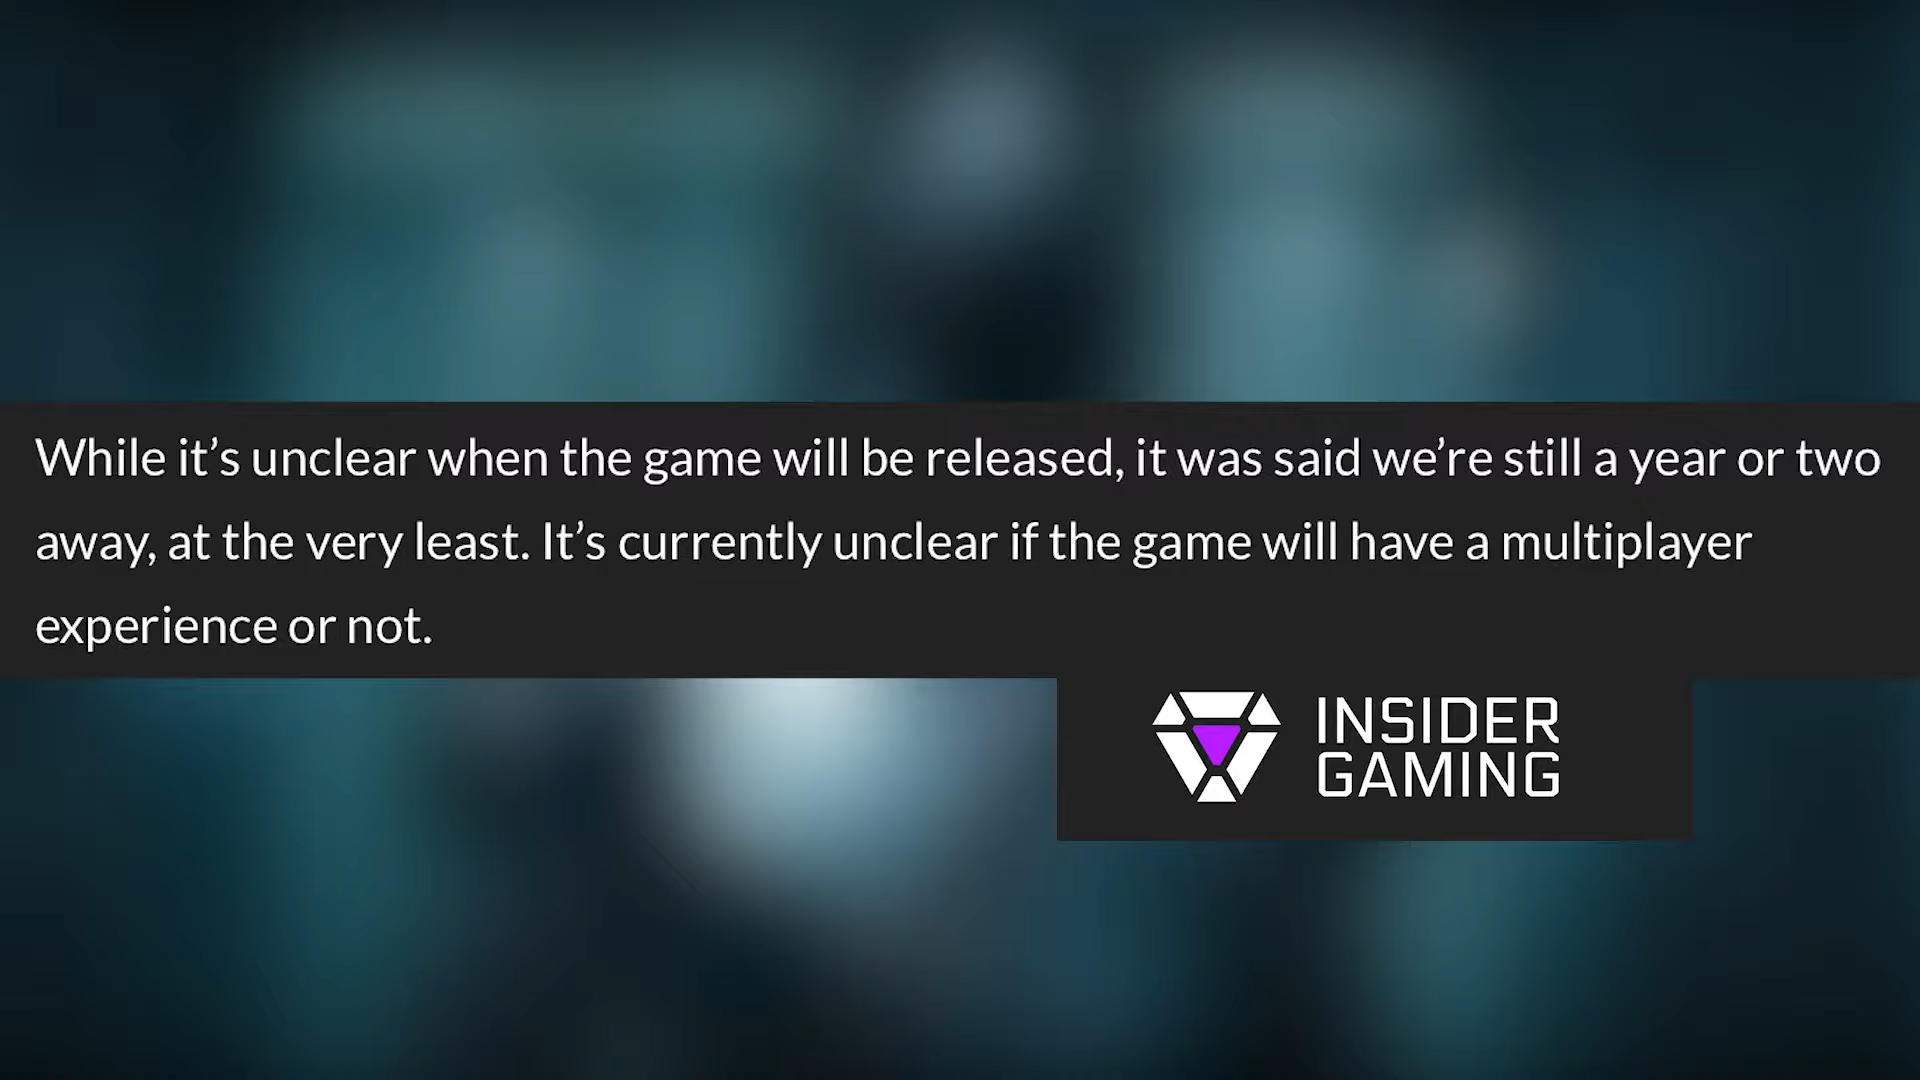 While it’s unclear when the game will be released, it was said we’re still a year or two
away, at the very least. It’s currently unclear if the game will have a multiplayer
experience or not.
INSIDER
GAMING